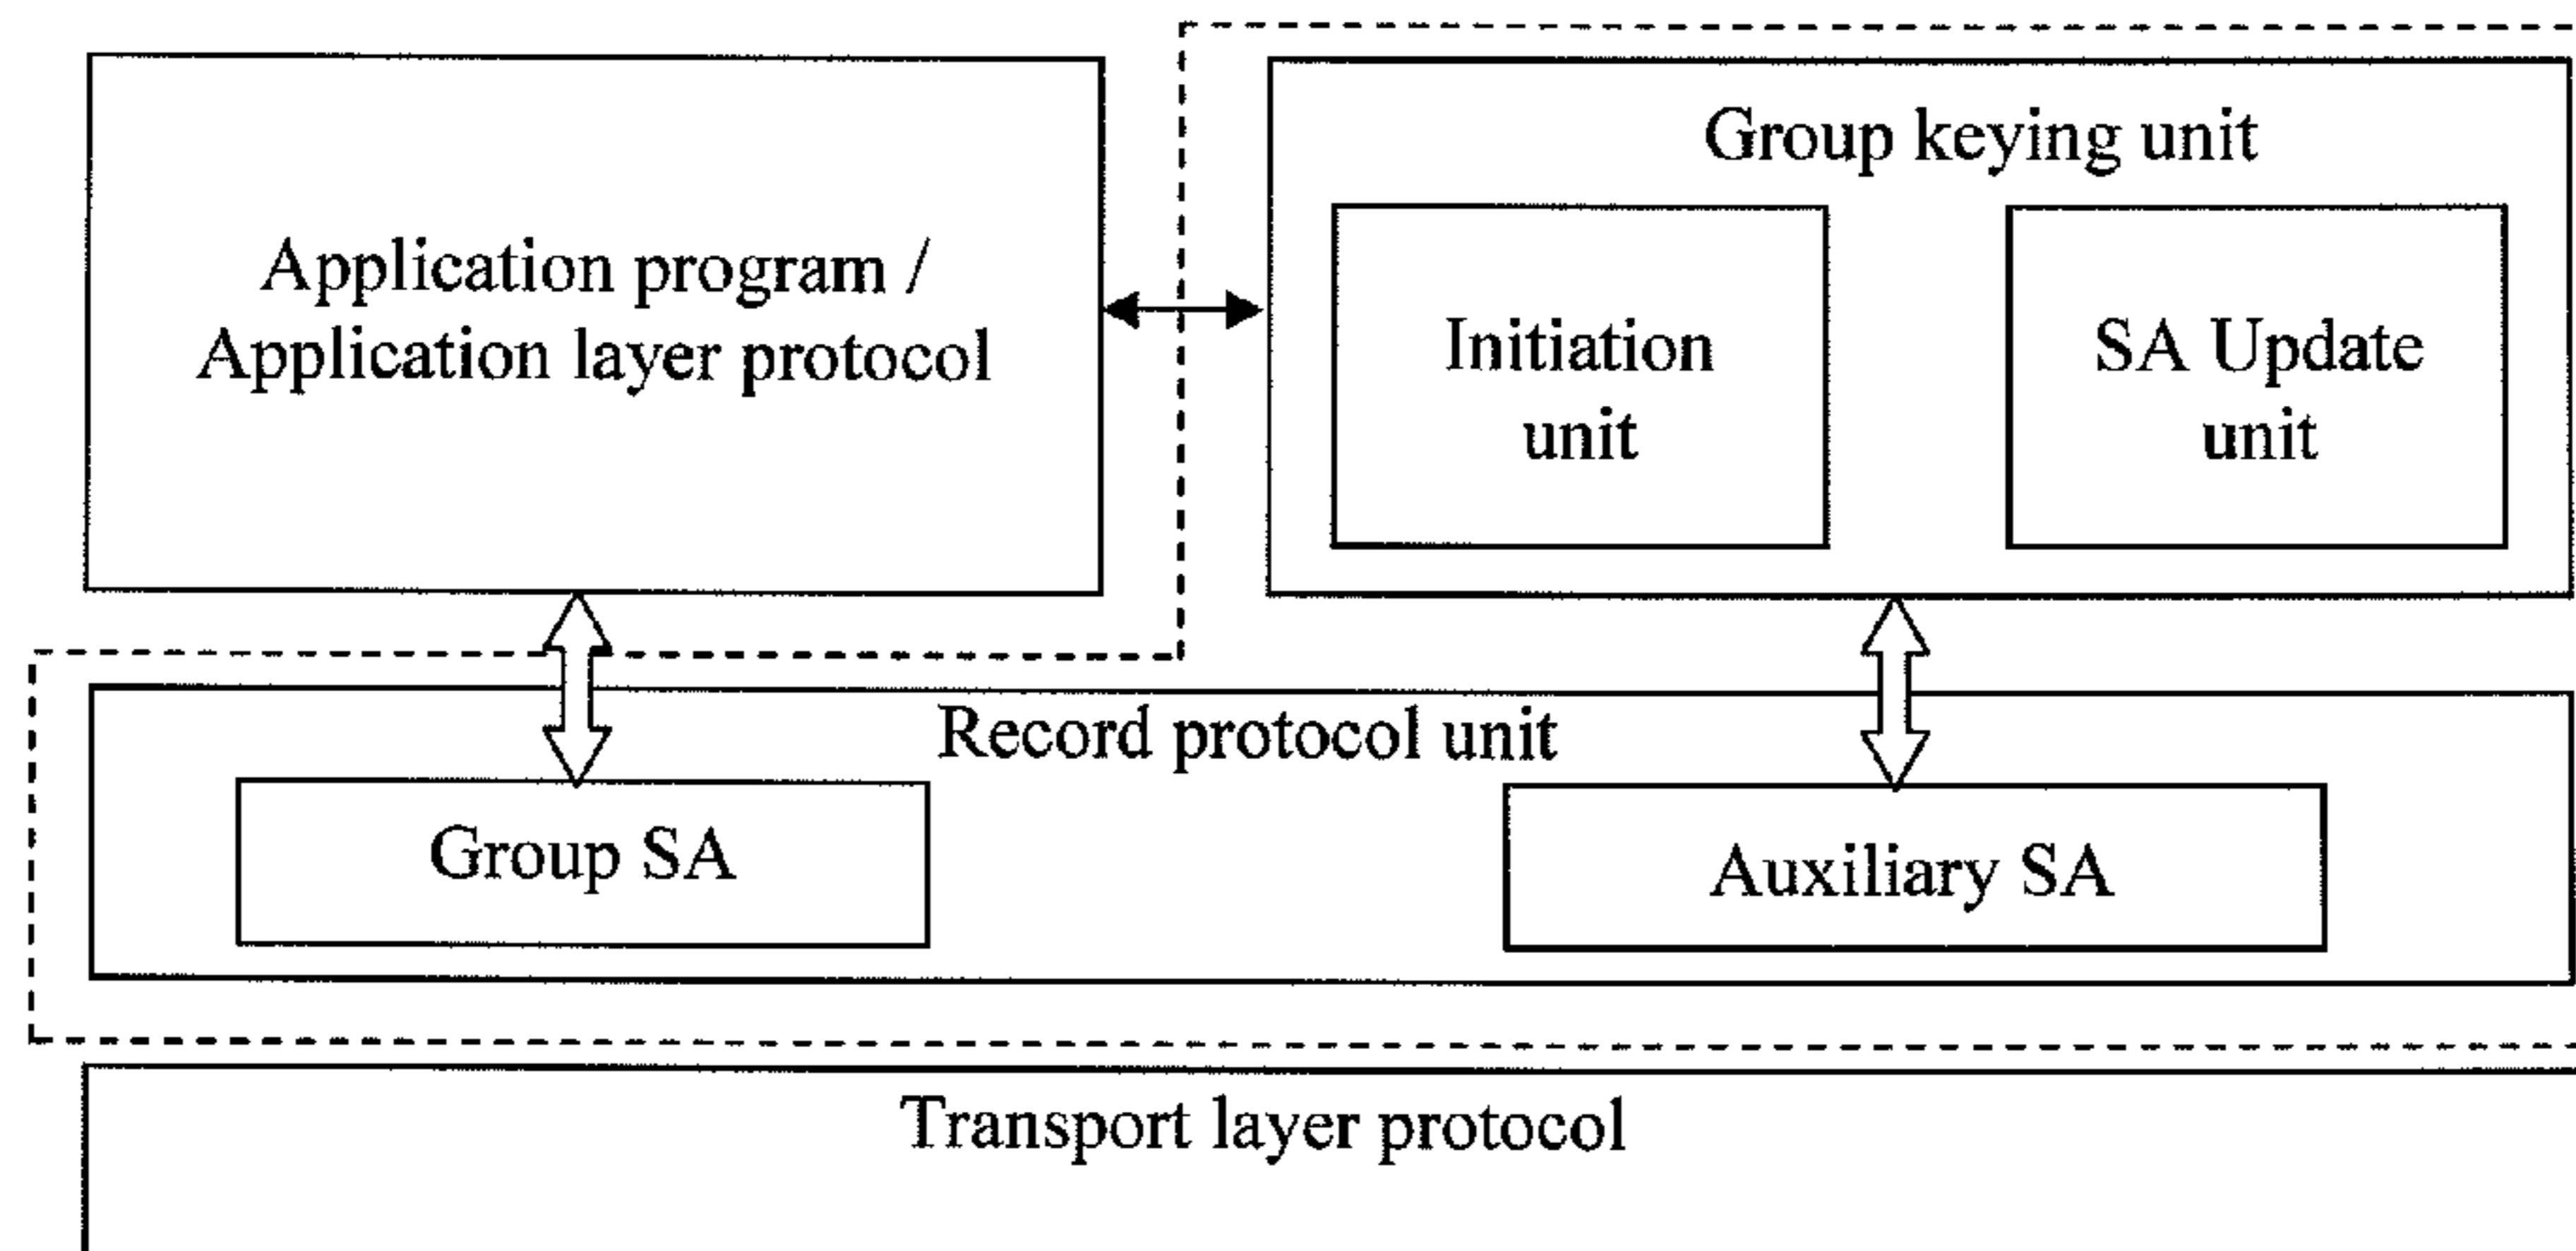 Application program /
Application layer protocol
Group keying unit
Initiation
unit
SA Update
unit
Record protocol unit
Group SA
Auxiliary SA
Transport layer protocol